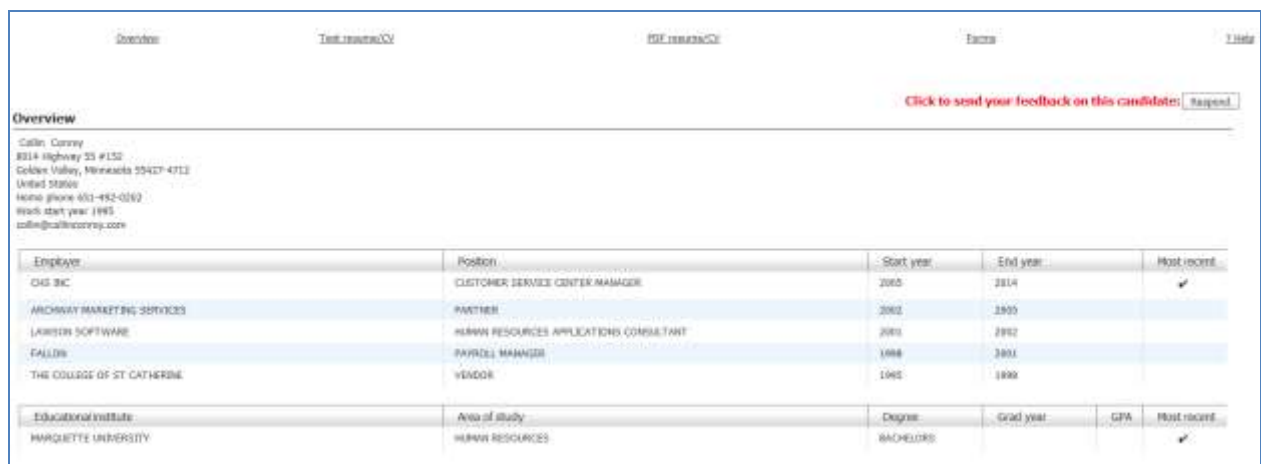 Overview Text resume/CV PDF resume/CV Forms ? Help
Click to send your feedback on this candidate: Respond
Overview
Collin Conroy
8014 Highway 55 #152
Golden Valley, Minnesota 55427-4712
United States
Home phone
Work start year 1995
collin@collinconroy.com
Employer Position Start year End year Most recent
INC CUSTOMER SERVICE CENTER MANAGER 2005 2014 ✔
ARCHWAY MARKETING SERVICES PARTNER 2002 2005
LAWSON SOFTWARE HUMAN RESOURCES APPLICATIONS CONSULTANT 2001 2002
FALLON PAYROLL MANAGER 1998 2001
THE COLLEGE OF ST CATHERINE VENDOR 1995 1998
Educational institute Area of study Degree Grad year GPA Most recent
MARQUETTE UNIVERSITY HUMAN RESOURCES BACHELORS ✔